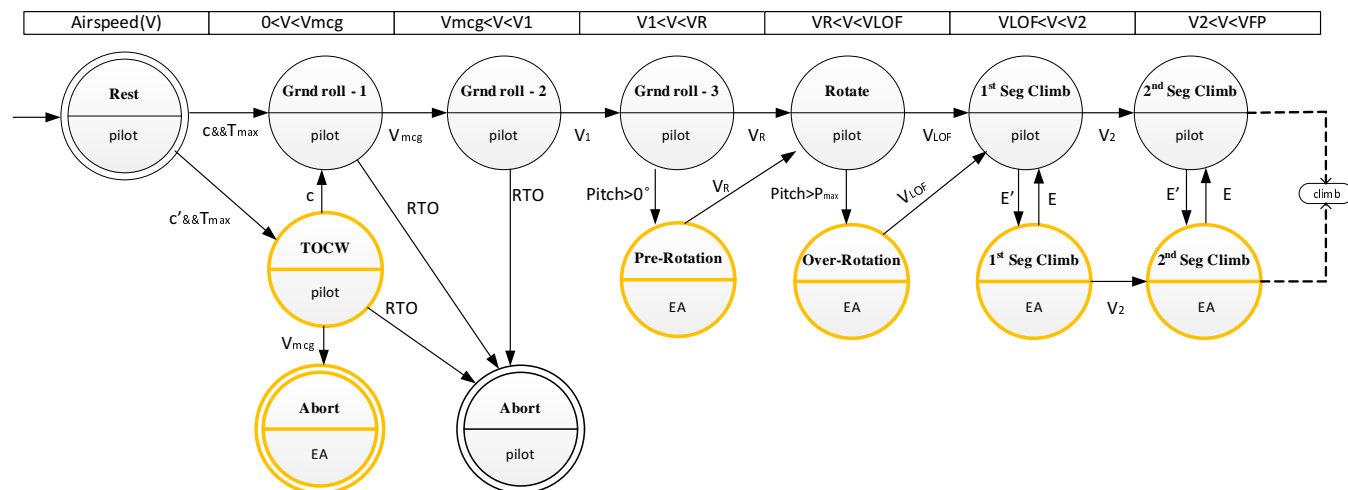 Airspeed(V) 0<V<Vmcg Vmcg<V<V1 V1<V<VR VR<V<VLOF VLOF<V<V2 V2<V<VFP
Rest Grnd roll - 1 Grnd roll - 2 Grnd roll - 3 Rotate 1st Seg Climb 2nd Seg Climb
pilot pilot pilot pilot pilot pilot pilot
c&&Tmax Vmcg V1 VR VLOF V2
c'&&Tmax c RTO RTO Pitch>0° VR Pitch>Pmax VLOF E' E E' E climb
TOCW Pre-Rotation Over-Rotation 1st Seg Climb 2nd Seg Climb
pilot EA EA EA EA
RTO V2
Vmcg
Abort Abort
EA pilot